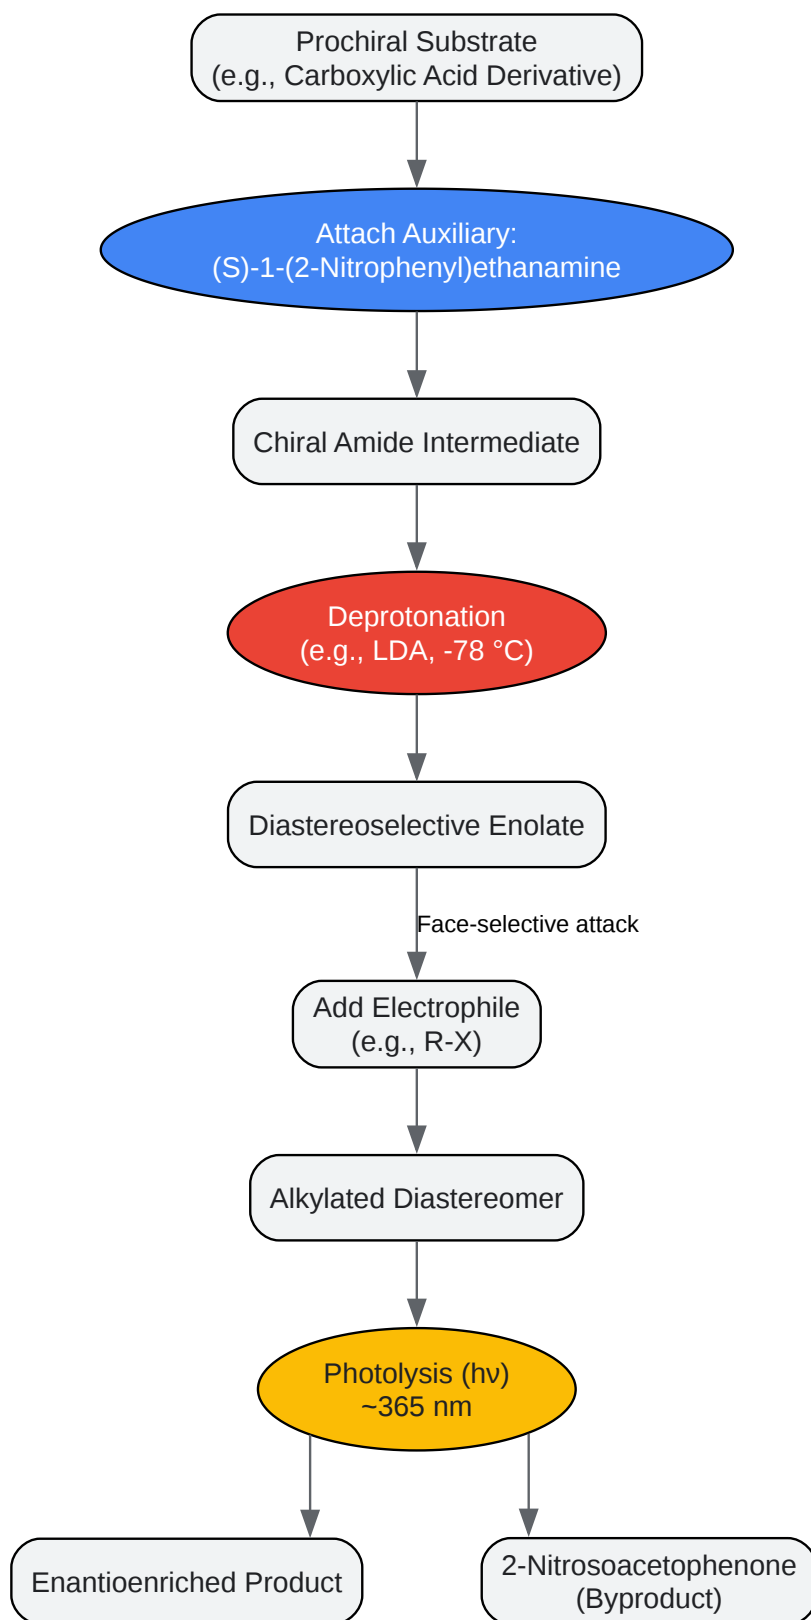 Prochiral Substrate
(e.g., Carboxylic Acid Derivative)
Attach Auxiliary:
(S)-1-(2-Nitrophenyl)ethanamine
Chiral Amide Intermediate
Deprotonation
(e.g., LDA, -78 °C)
Diastereoselective Enolate
Face-selective attack
Add Electrophile
(e.g., R-X)
Alkylated Diastereomer
Photolysis (hν)
~365 nm
Enantioenriched Product
2-Nitrosoacetophenone
(Byproduct)